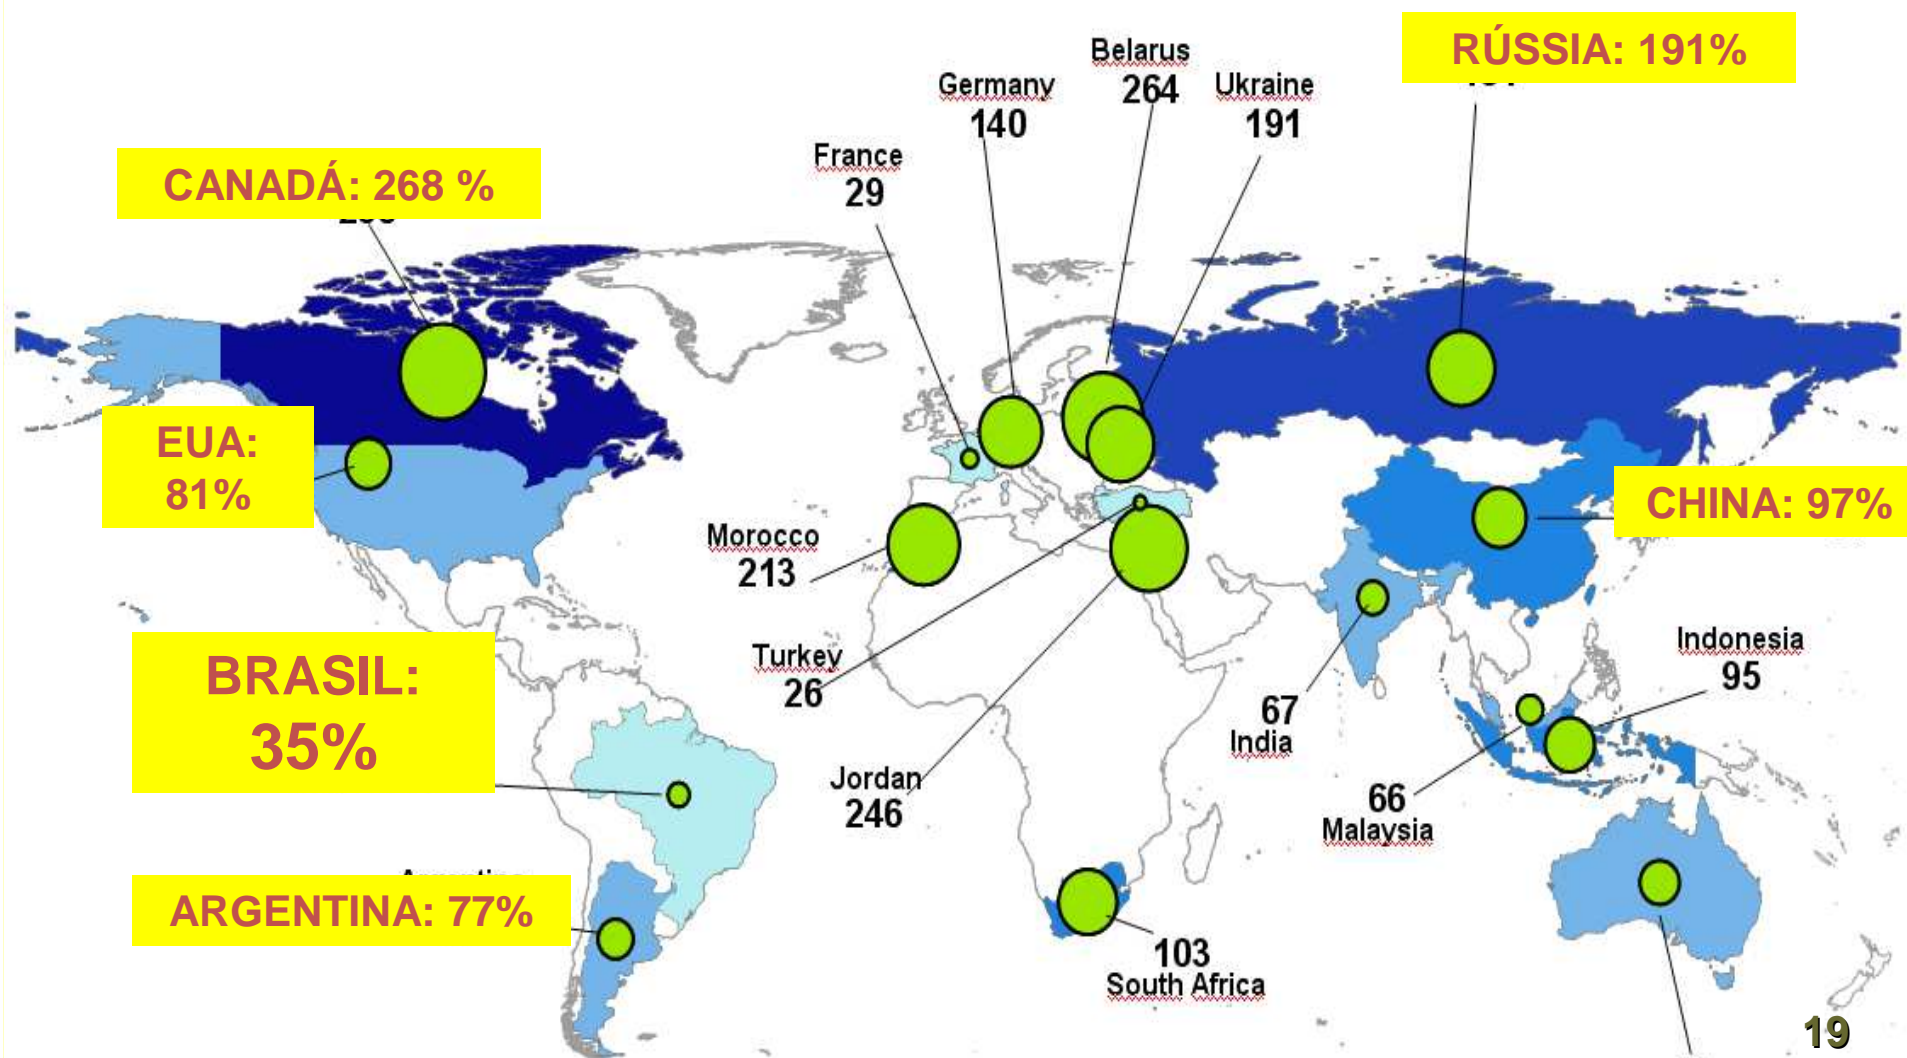 Belarus
264
RÚSSIA: 191%
Germany
140
Ukraine
191
France
29
CANADÁ: 268 %
EUA:
81%
CHINA: 97%
Morocco
213
BRASIL:
35%
Turkey
26
Indonesia
95
67
India
Jordan
246
66
Malaysia
ARGENTINA: 77%
103
South Africa
19